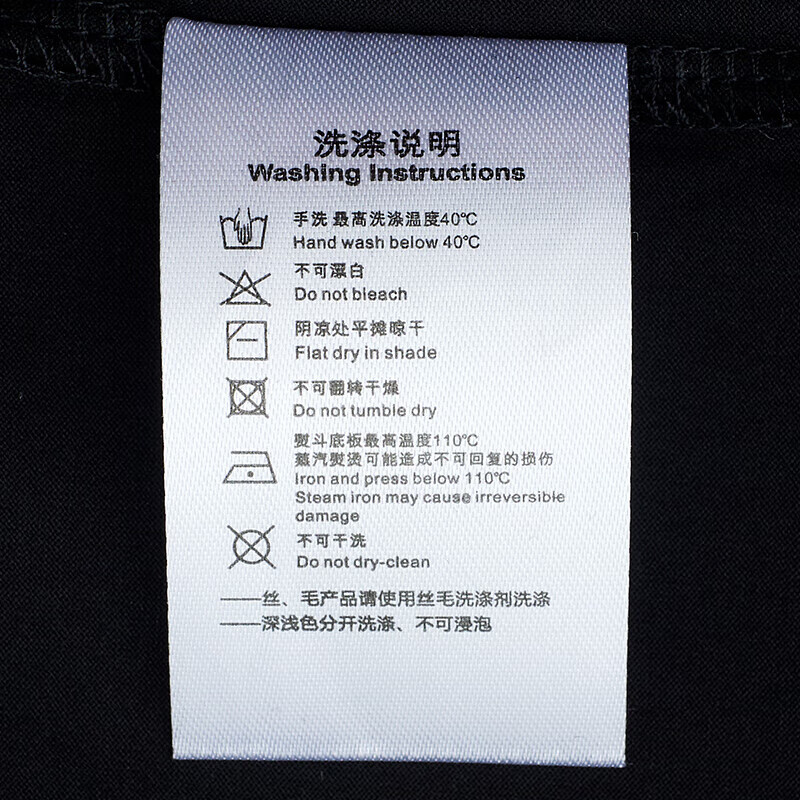 洗涤说明
Washing Instructions
手洗 最高洗涤温度40℃
Hand wash below 40℃
不可漂白
Do not bleach
阴凉处平摊晾干
Flat dry in shade
不可翻转干燥
Do not tumble dry
熨斗底板最高温度110℃
蒸汽熨烫可能造成不可回复的损伤
Iron and press below 110℃
Steam iron may cause irreversible
damage
不可干洗
Do not dry-clean
——丝、毛产品请使用丝毛洗涤剂洗涤
——深浅色分开洗涤、不可浸泡